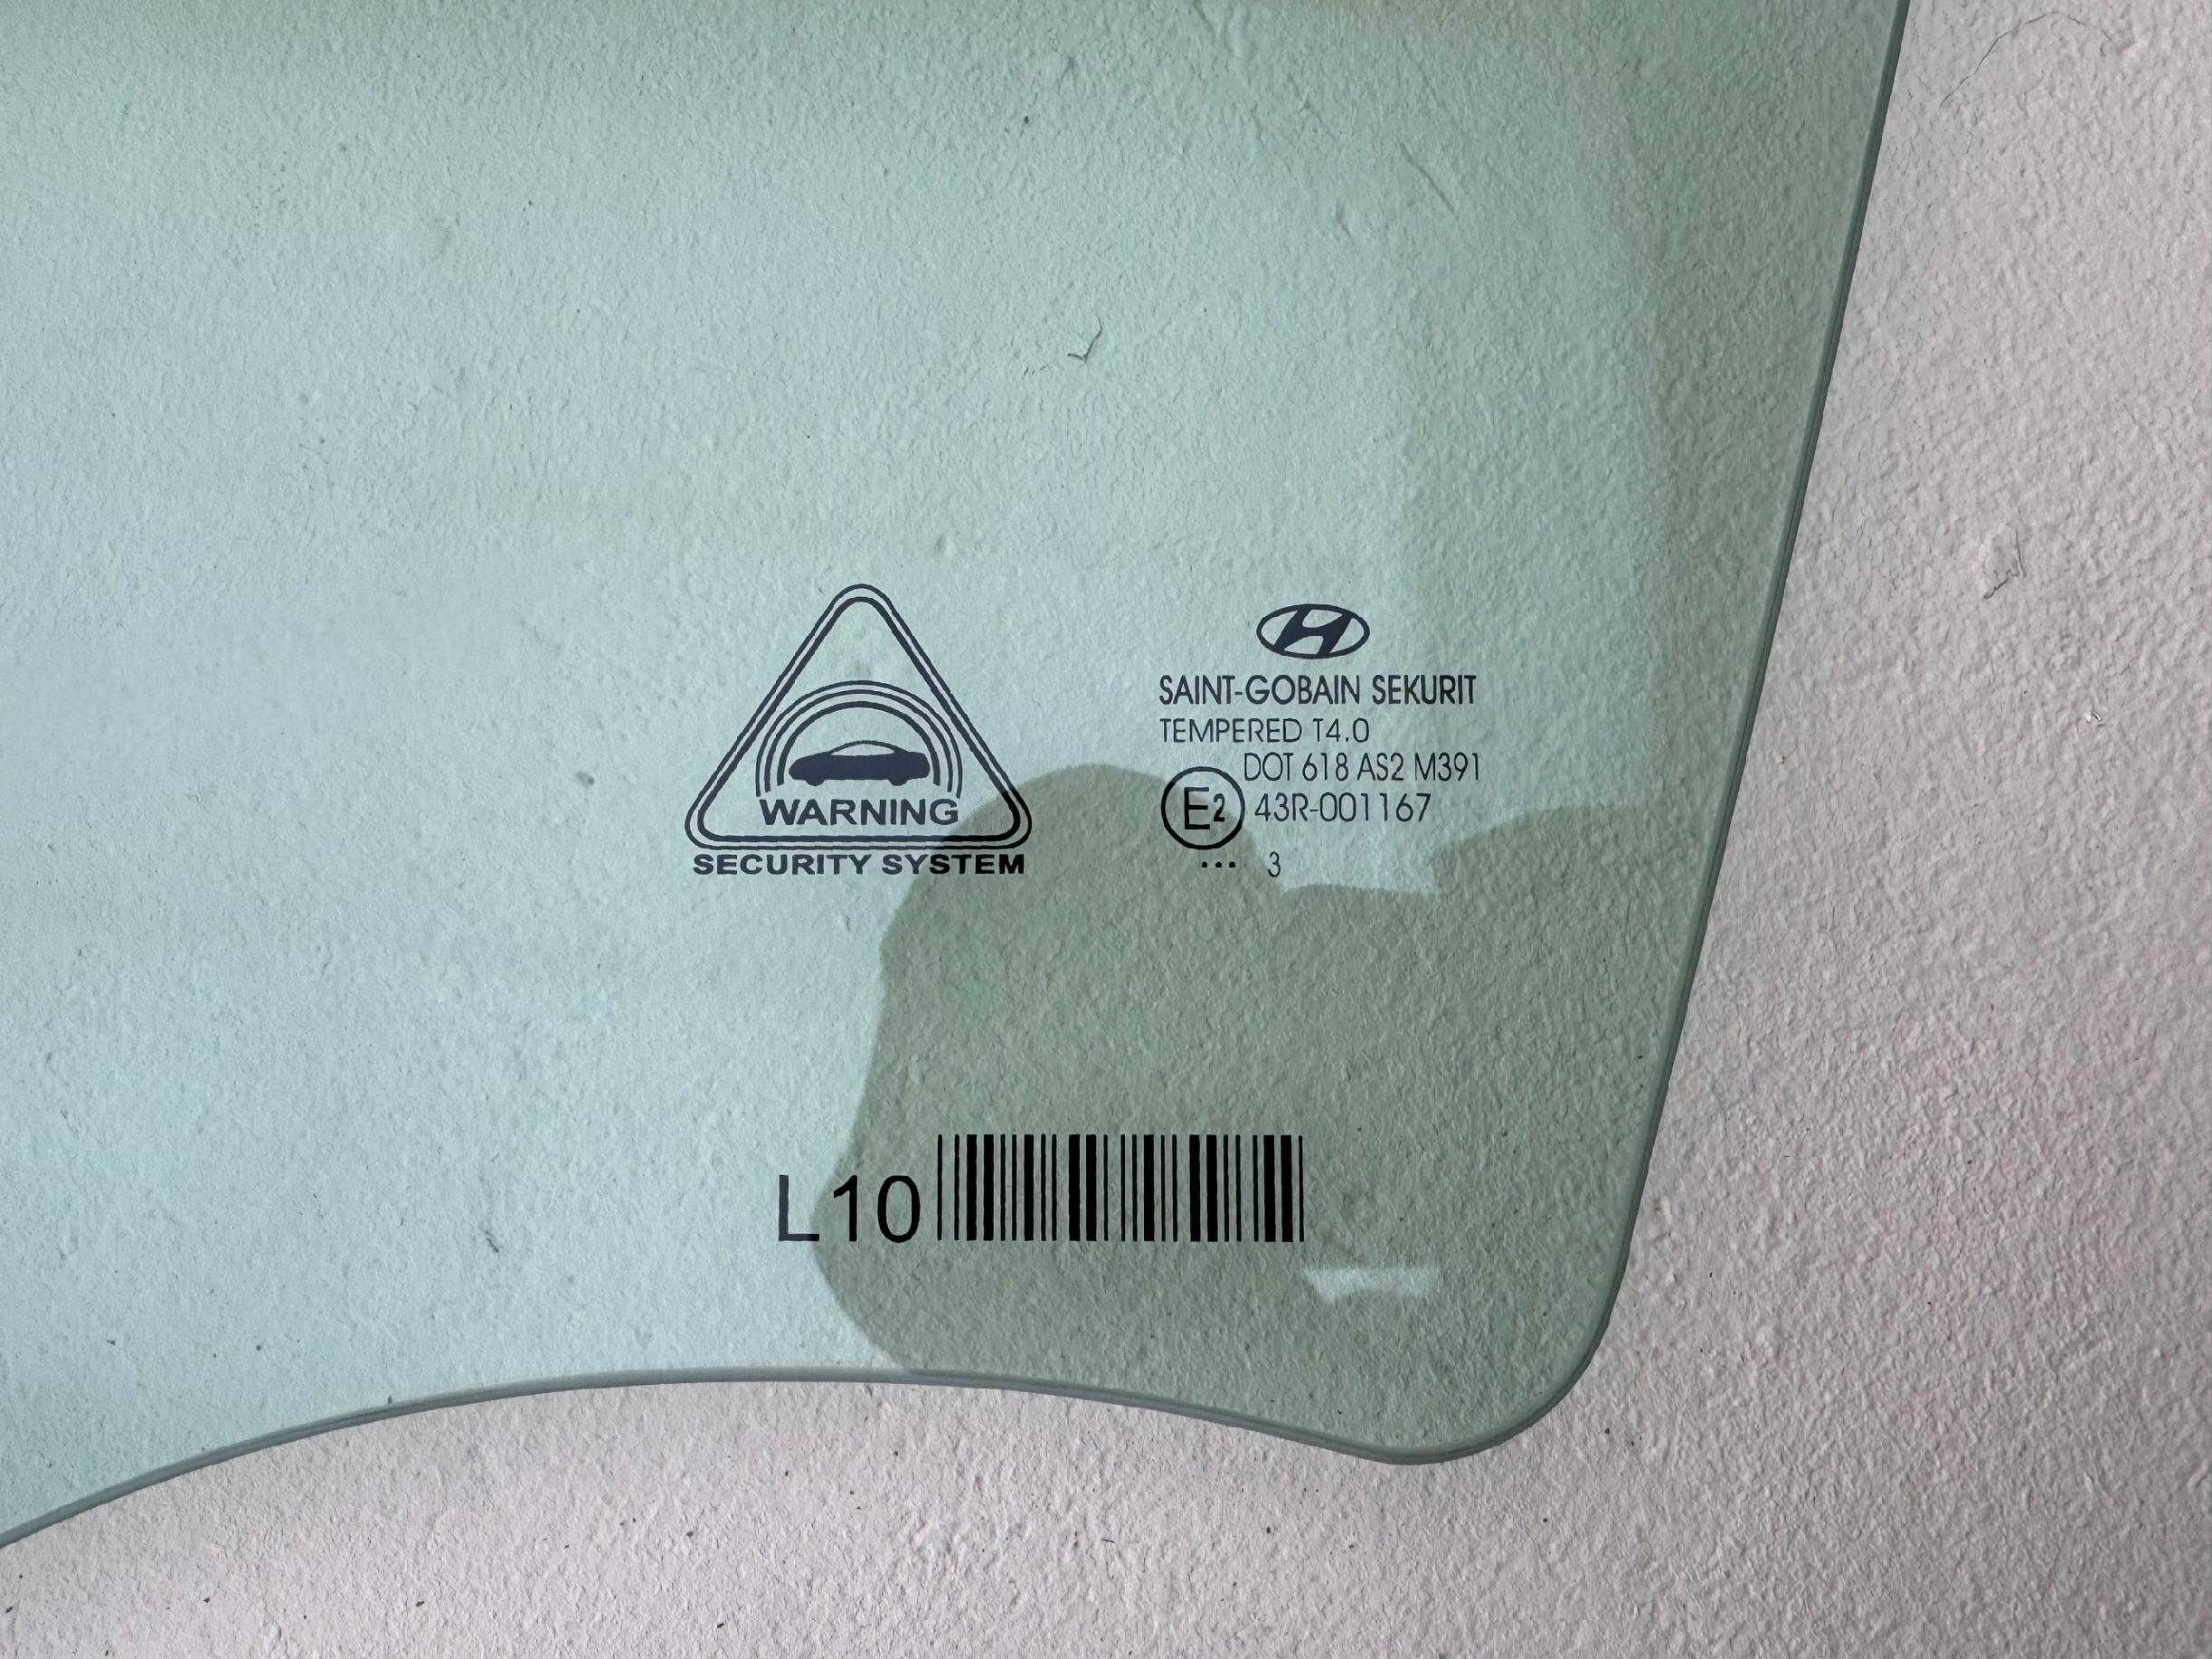 WARNING
SECURITY SYSTEM
SAINT-GOBAIN SEKURIT
TEMPERED T4.0
DOT 618 AS2 M391
E2 43R-001167
... 3
L10